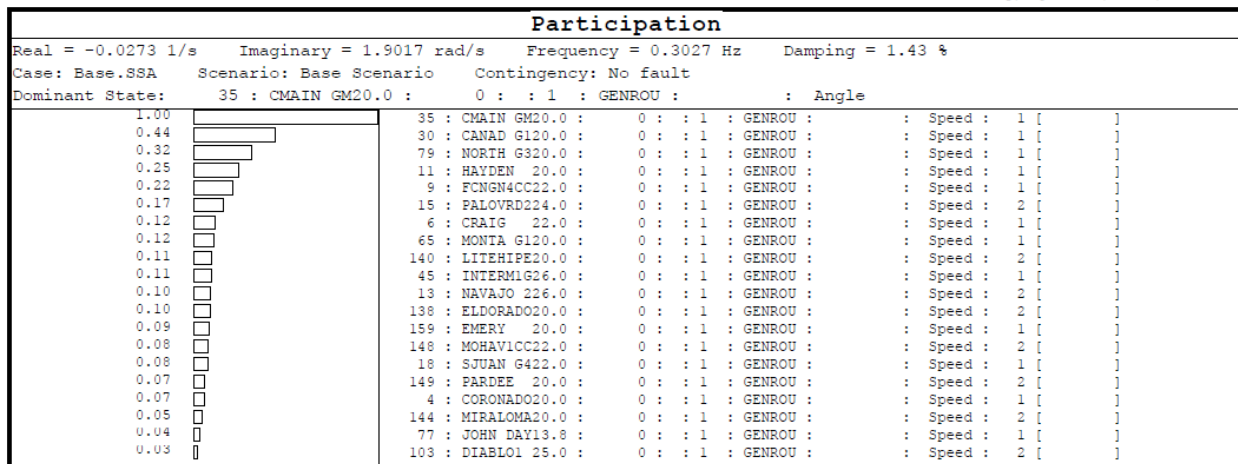 Participation
Real = -0.0273 1/s Imaginary = 1.9017 rad/s Frequency = 0.3027 Hz Damping = 1.43 %
Case: Base.SSA Scenario: Base Scenario Contingency: No fault
Dominant State: 35 : CMAIN GM20.0 : 0 : : 1 : GENROU : : Angle
1.00 35 : CMAIN GM20.0 : 0 : : 1 : GENROU : : Speed : 1 [ ]
0.44 30 : CANAD G120.0 : 0 : : 1 : GENROU : : Speed : 1 [ ]
0.32 79 : NORTH G320.0 : 0 : : 1 : GENROU : : Speed : 1 [ ]
0.25 11 : HAYDEN 20.0 : 0 : : 1 : GENROU : : Speed : 1 [ ]
0.22 9 : FCNGN4CC22.0 : 0 : : 1 : GENROU : : Speed : 1 [ ]
0.17 15 : PALOVRD224.0 : 0 : : 1 : GENROU : : Speed : 2 [ ]
0.12 6 : CRAIG 22.0 : 0 : : 1 : GENROU : : Speed : 1 [ ]
0.12 65 : MONTA G120.0 : 0 : : 1 : GENROU : : Speed : 1 [ ]
0.11 140 : LITEHIPE20.0 : 0 : : 1 : GENROU : : Speed : 2 [ ]
0.11 45 : INTERM1G26.0 : 0 : : 1 : GENROU : : Speed : 1 [ ]
0.10 13 : NAVAJO 226.0 : 0 : : 1 : GENROU : : Speed : 2 [ ]
0.10 138 : ELDORADO20.0 : 0 : : 1 : GENROU : : Speed : 2 [ ]
0.09 159 : EMERY 20.0 : 0 : : 1 : GENROU : : Speed : 1 [ ]
0.08 148 : MOHAV1CC22.0 : 0 : : 1 : GENROU : : Speed : 2 [ ]
0.08 18 : SJUAN G422.0 : 0 : : 1 : GENROU : : Speed : 1 [ ]
0.07 149 : PARDEE 20.0 : 0 : : 1 : GENROU : : Speed : 2 [ ]
0.07 4 : CORONADO20.0 : 0 : : 1 : GENROU : : Speed : 1 [ ]
0.05 144 : MIRALOMA20.0 : 0 : : 1 : GENROU : : Speed : 2 [ ]
0.04 77 : JOHN DAY13.8 : 0 : : 1 : GENROU : : Speed : 1 [ ]
0.03 103 : DIABLO1 25.0 : 0 : : 1 : GENROU : : Speed : 2 [ ]